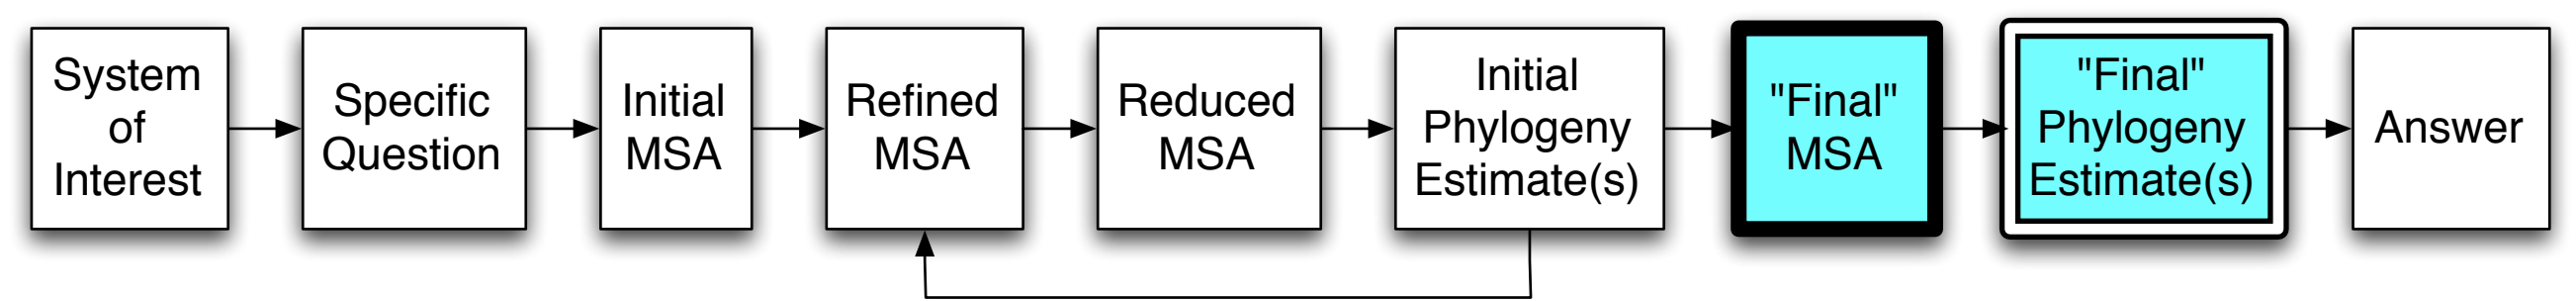 System
of
Interest
Specific
Question
Initial
MSA
Refined
MSA
Reduced
MSA
Initial
Phylogeny
Estimate(s)
"Final"
MSA
"Final"
Phylogeny
Estimate(s)
Answer